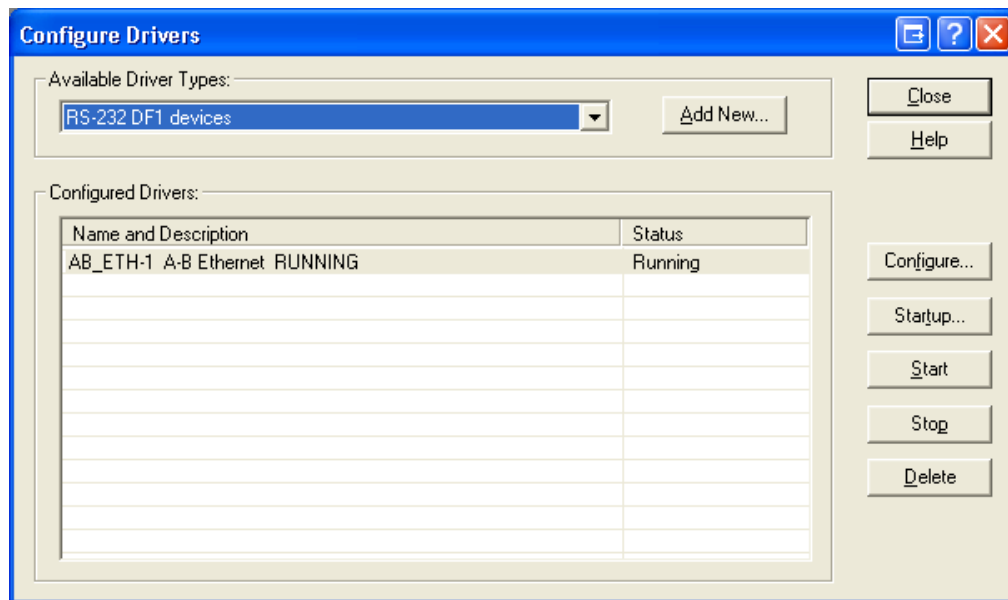 Configure Drivers
Available Driver Types:
RS-232 DF1 devices
Add New...
Close
Help
Configured Drivers:
Name and Description Status
AB_ETH-1 A-B Ethernet RUNNING Running
Configure...
Startup...
Start
Stop
Delete